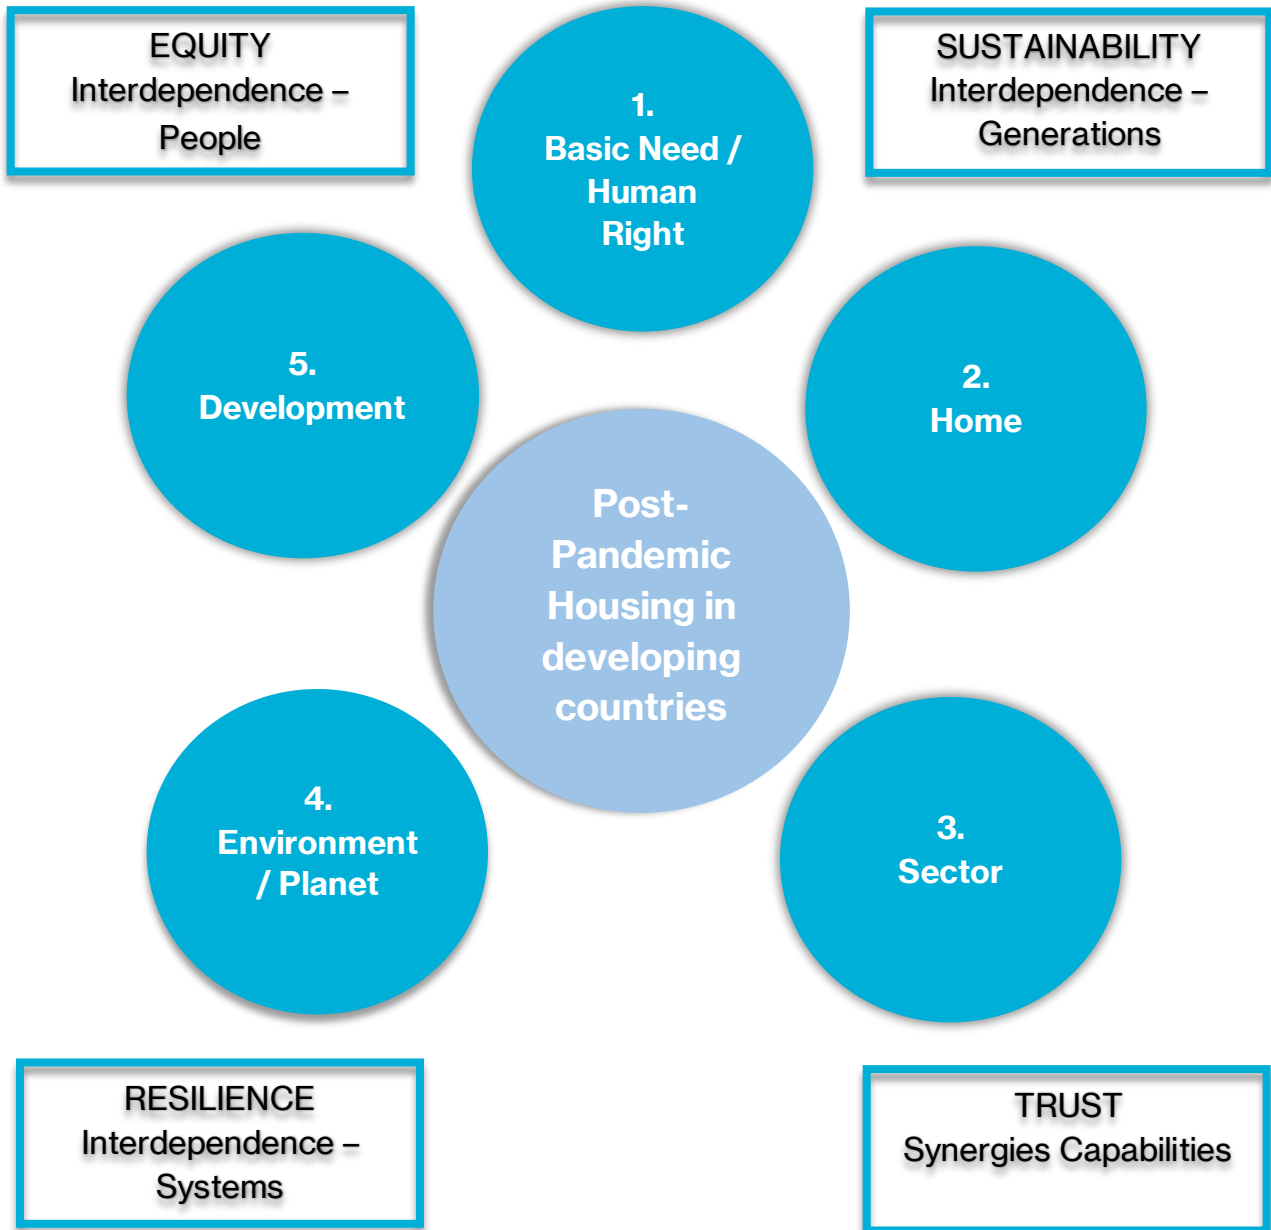 EQUITY
Interdependence –
People
SUSTAINABILITY
Interdependence –
Generations
1.
Basic Need /
Human
Right
5.
Development
2.
Home
Post-
Pandemic
Housing in
developing
countries
4.
Environment
/ Planet
3.
Sector
RESILIENCE
Interdependence –
Systems
TRUST
Synergies Capabilities